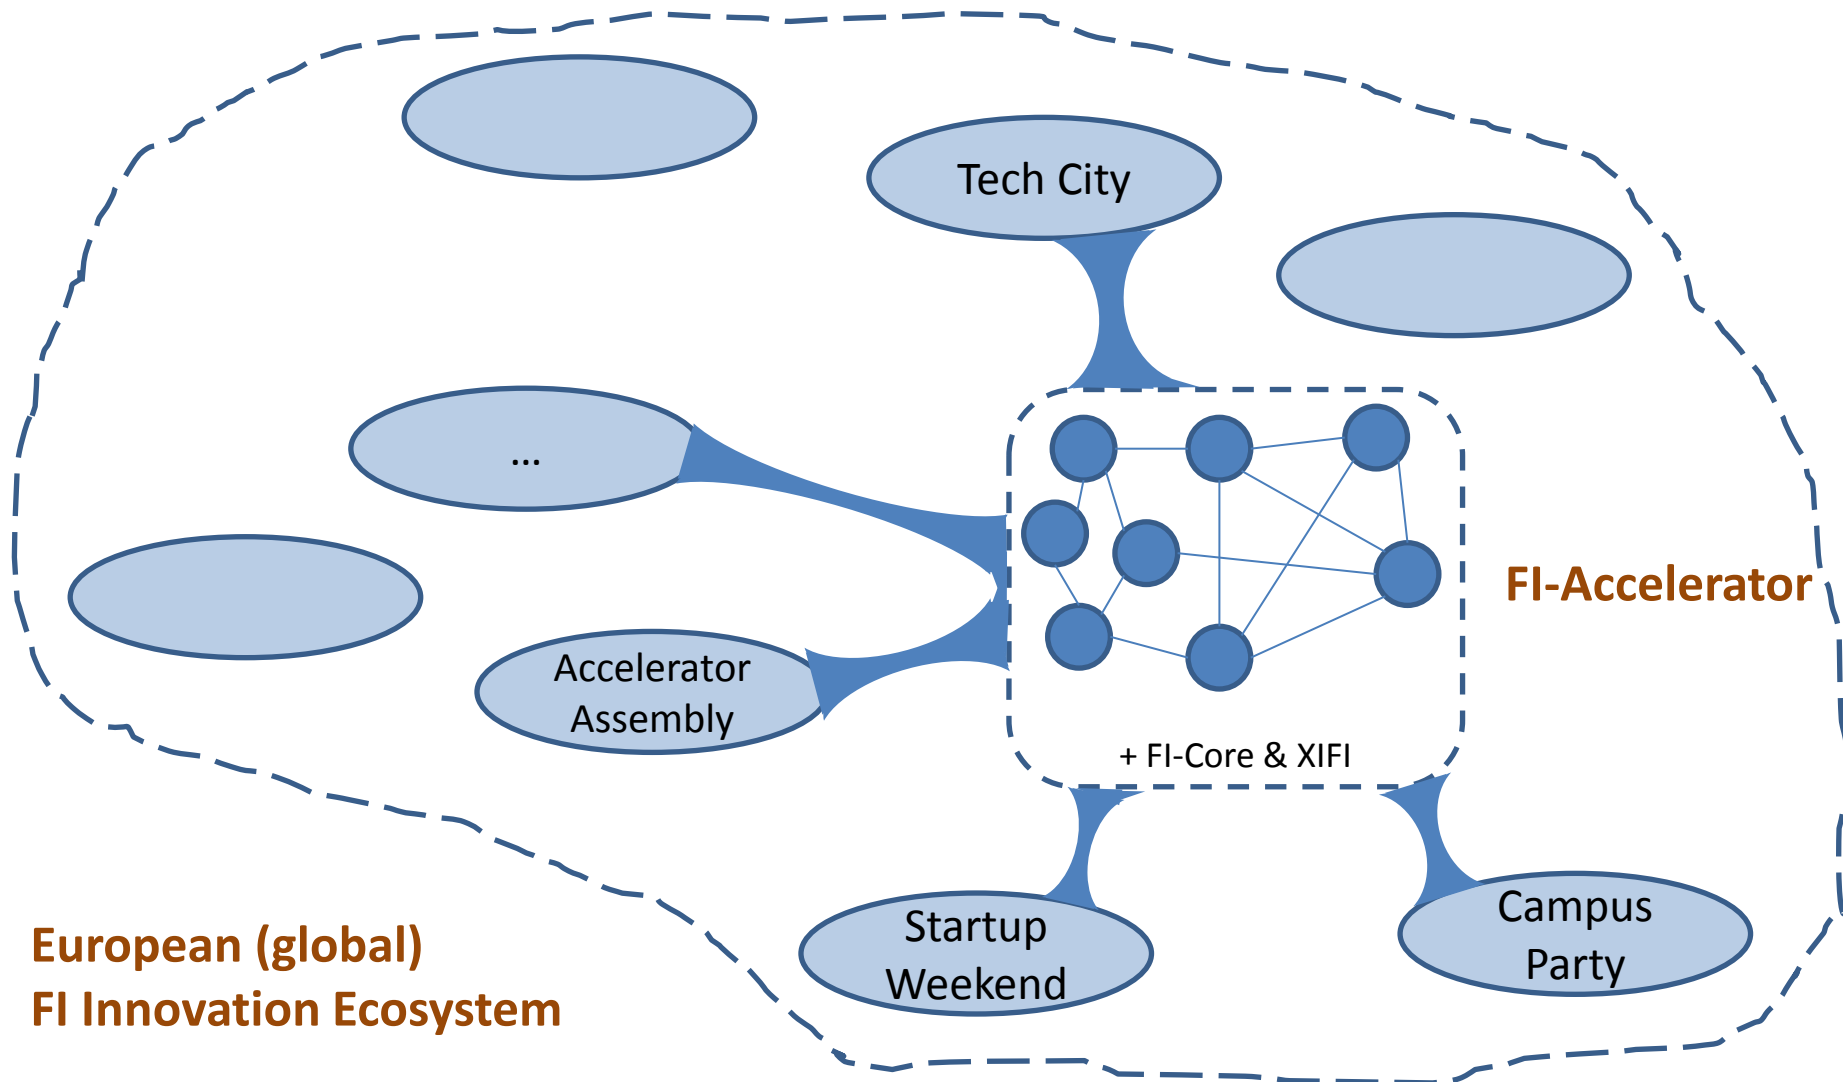 Tech City
...
FI-Accelerator
Accelerator
Assembly
+ FI-Core & XIFI
Startup
Weekend
Campus
Party
European (global)
FI Innovation Ecosystem